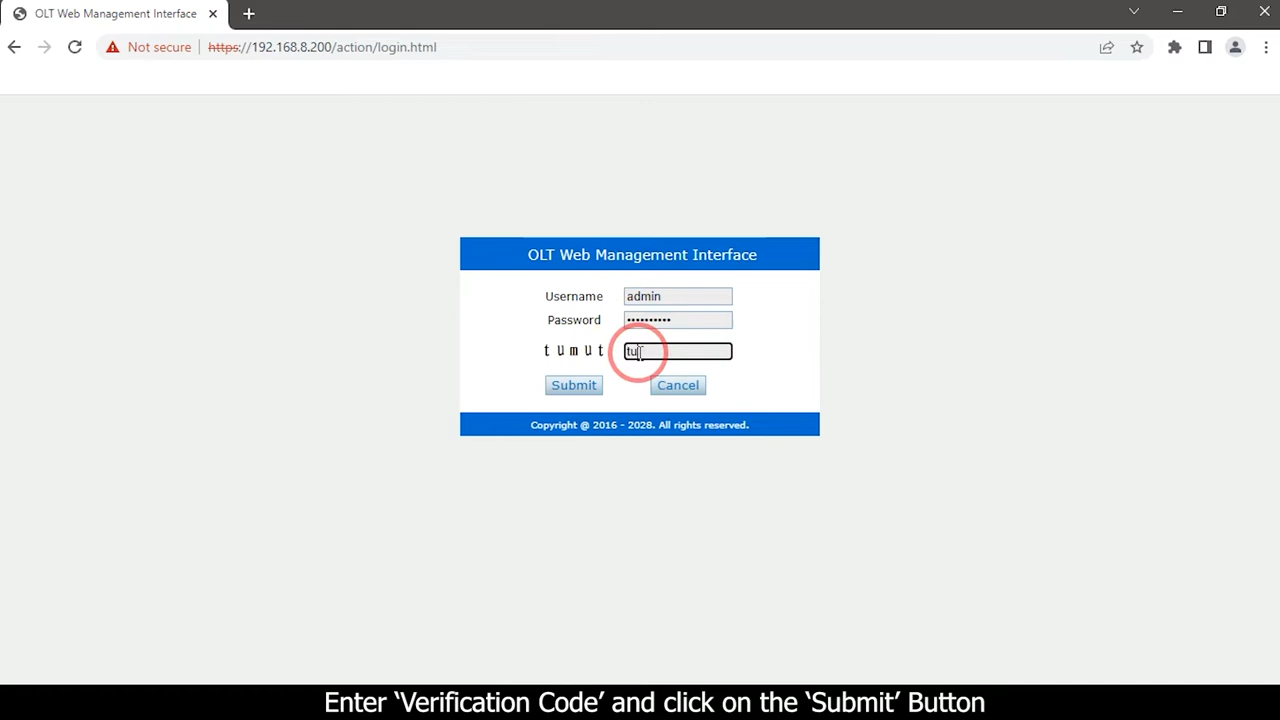 OLT Web Management Interface
Not secure
https://192.168.8.200/action/login.html
OLT Web Management Interface
Username admin
Password ••••••••••
t u m u t tu
Submit Cancel
Copyright @ 2016 - 2028. All rights reserved.
Enter ‘Verification Code’ and click on the ‘Submit’ Button